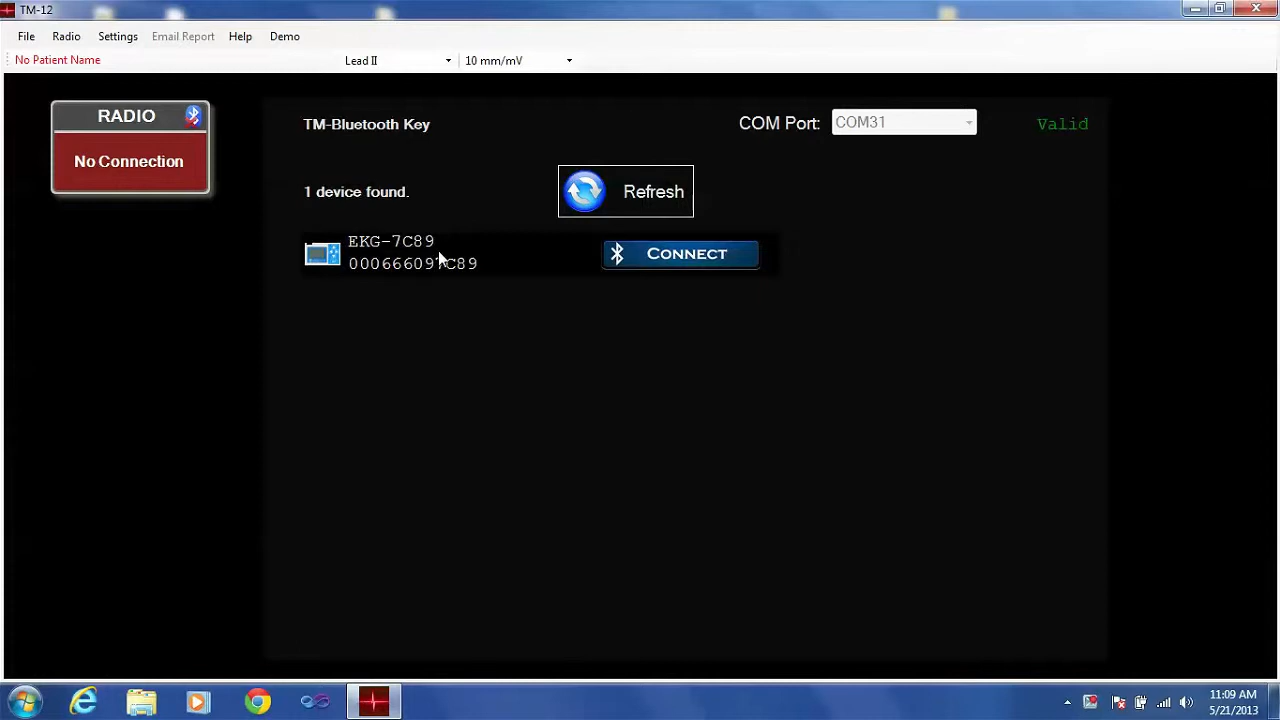 TM-12
File Radio Settings Email Report Help Demo
No Patient Name Lead II 10 mm/mV
RADIO
No Connection
TM-Bluetooth Key COM Port: COM31 Valid
1 device found. Refresh
EKG-7C89
CONNECT
11:09 AM
5/21/2013